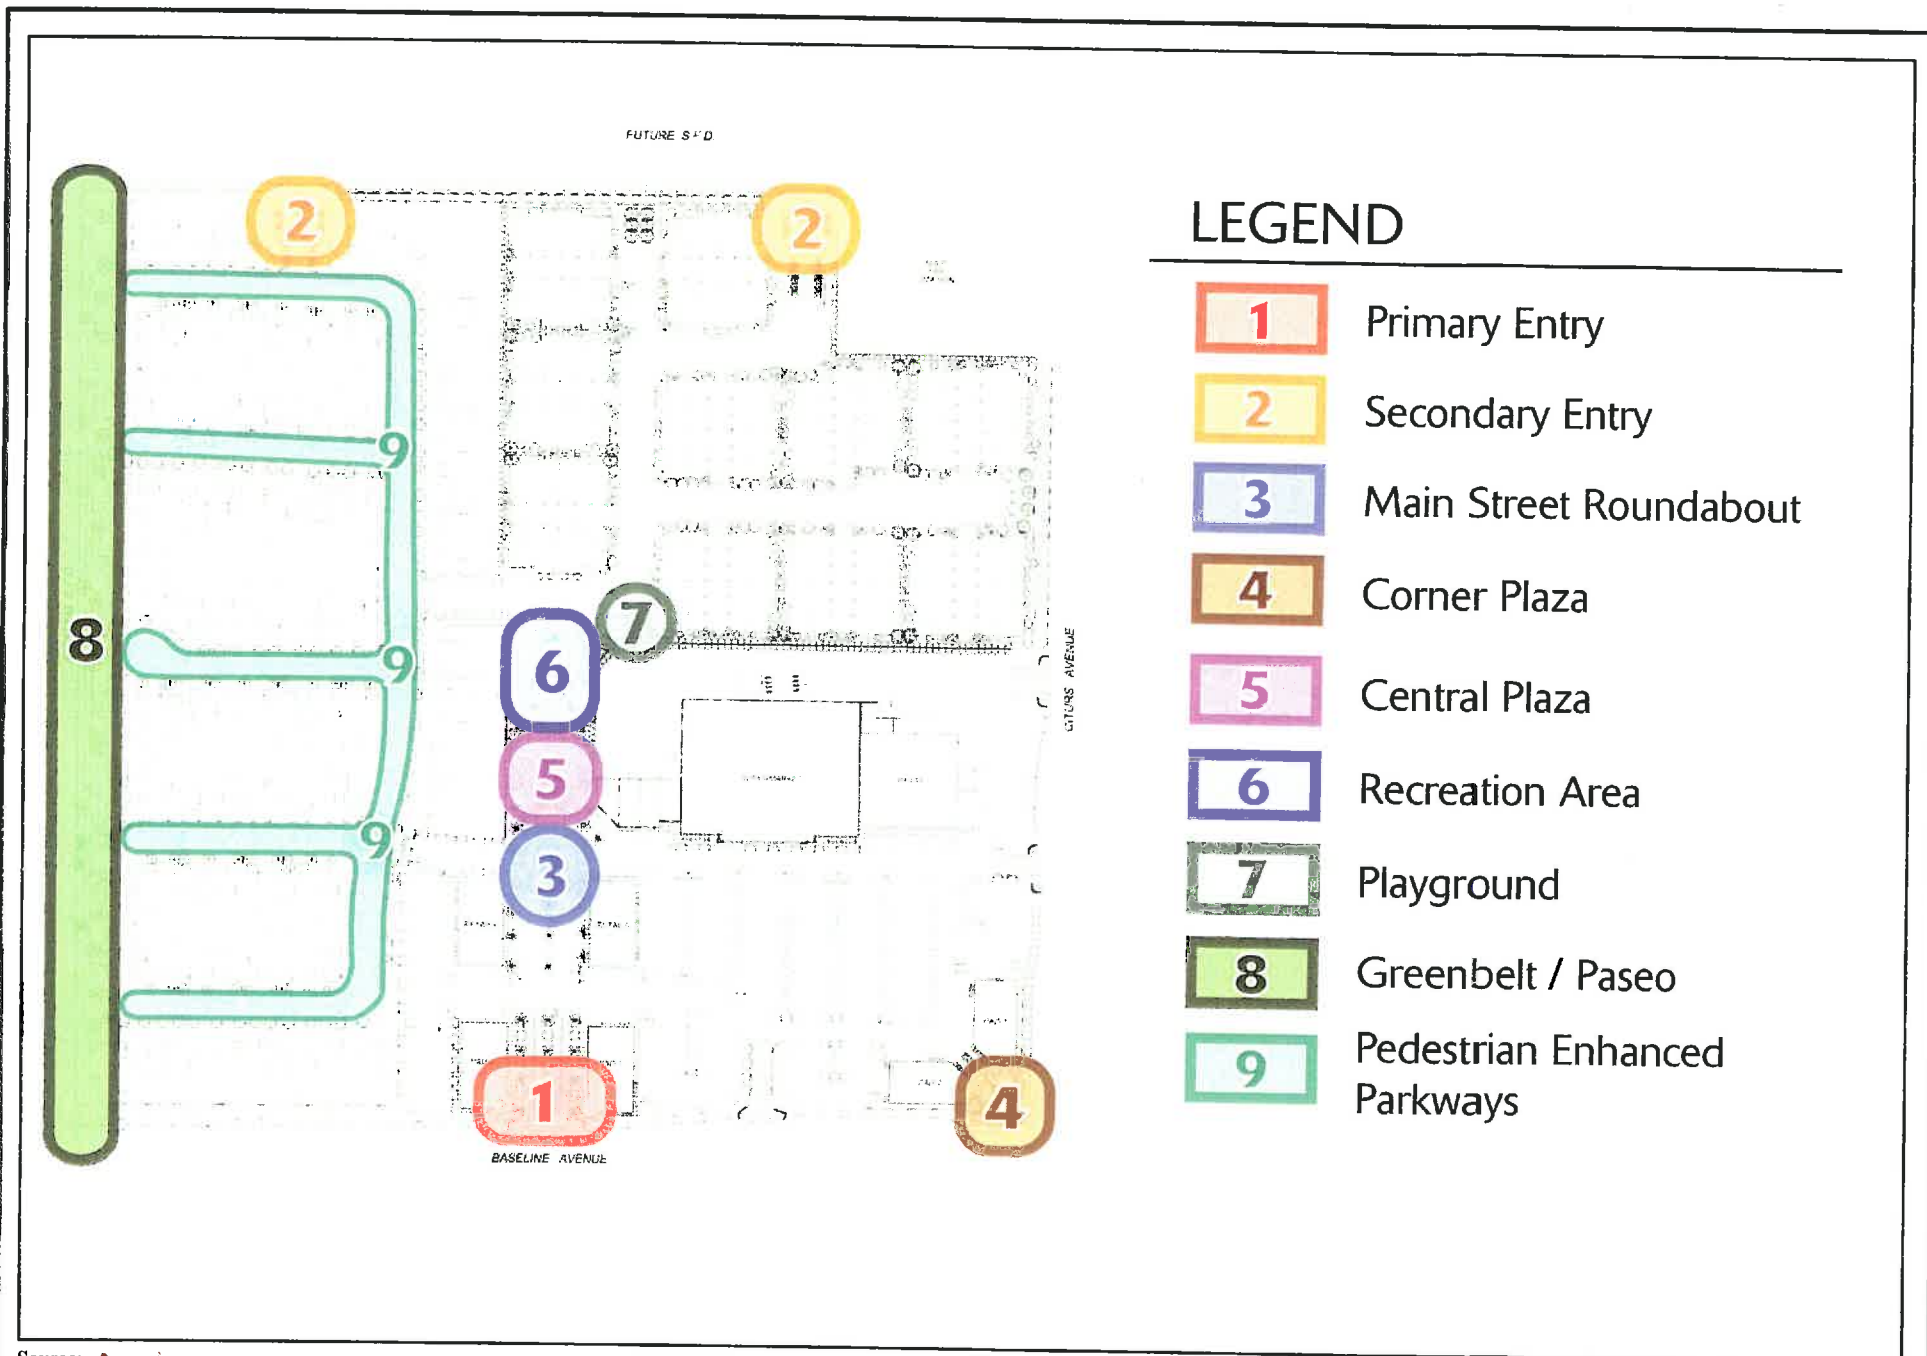 FUTURE
2
2
LEGEND
1 Primary Entry
2 Secondary Entry
3 Main Street Roundabout
4 Corner Plaza
5 Central Plaza
6 Recreation Area
7 Playground
8 Greenbelt / Paseo
9 Pedestrian Enhanced
Parkways
9
8
9
7
6
5
9
3
1
4
CITURS AVENUE
BASELINE AVENUE